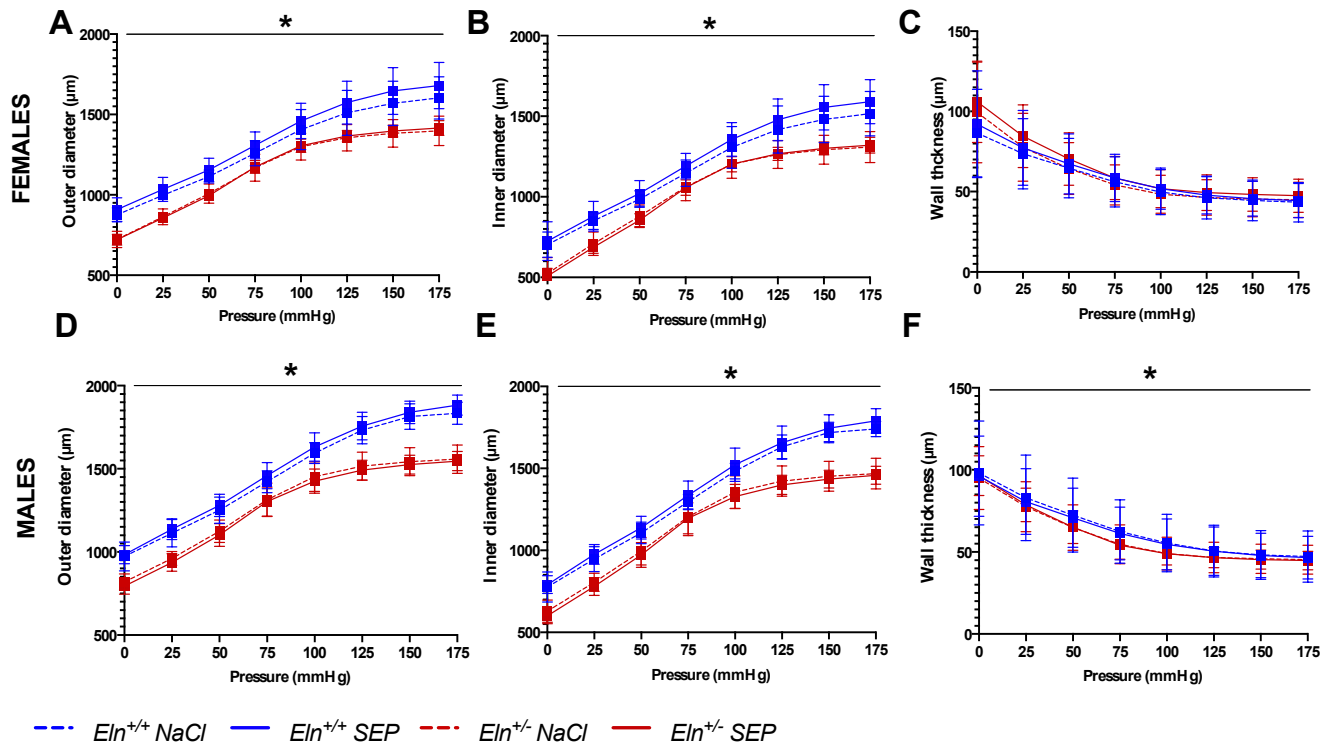 FEMALES
A
*
Outer diameter (µm)
2000
1500
1000
500
0 25 50 75 100 125 150 175
Pressure (mmHg)
B
*
Inner diameter (µm)
2000
1500
1000
500
0 25 50 75 100 125 150 175
Pressure (mmHg)
C
Wall thickness (µm)
150
100
50
0
0 25 50 75 100 125 150 175
Pressure (mmHg)
MALES
D
*
Outer diameter (µm)
2000
1500
1000
500
0 25 50 75 100 125 150 175
Pressure (mmHg)
E
*
Inner diameter (µm)
2000
1500
1000
500
0 25 50 75 100 125 150 175
Pressure (mmHg)
F
*
Wall thickness (µm)
150
100
50
0
0 25 50 75 100 125 150 175
Pressure (mmHg)
Eln+/+ NaCl Eln+/+ SEP Eln+/- NaCl Eln+/- SEP